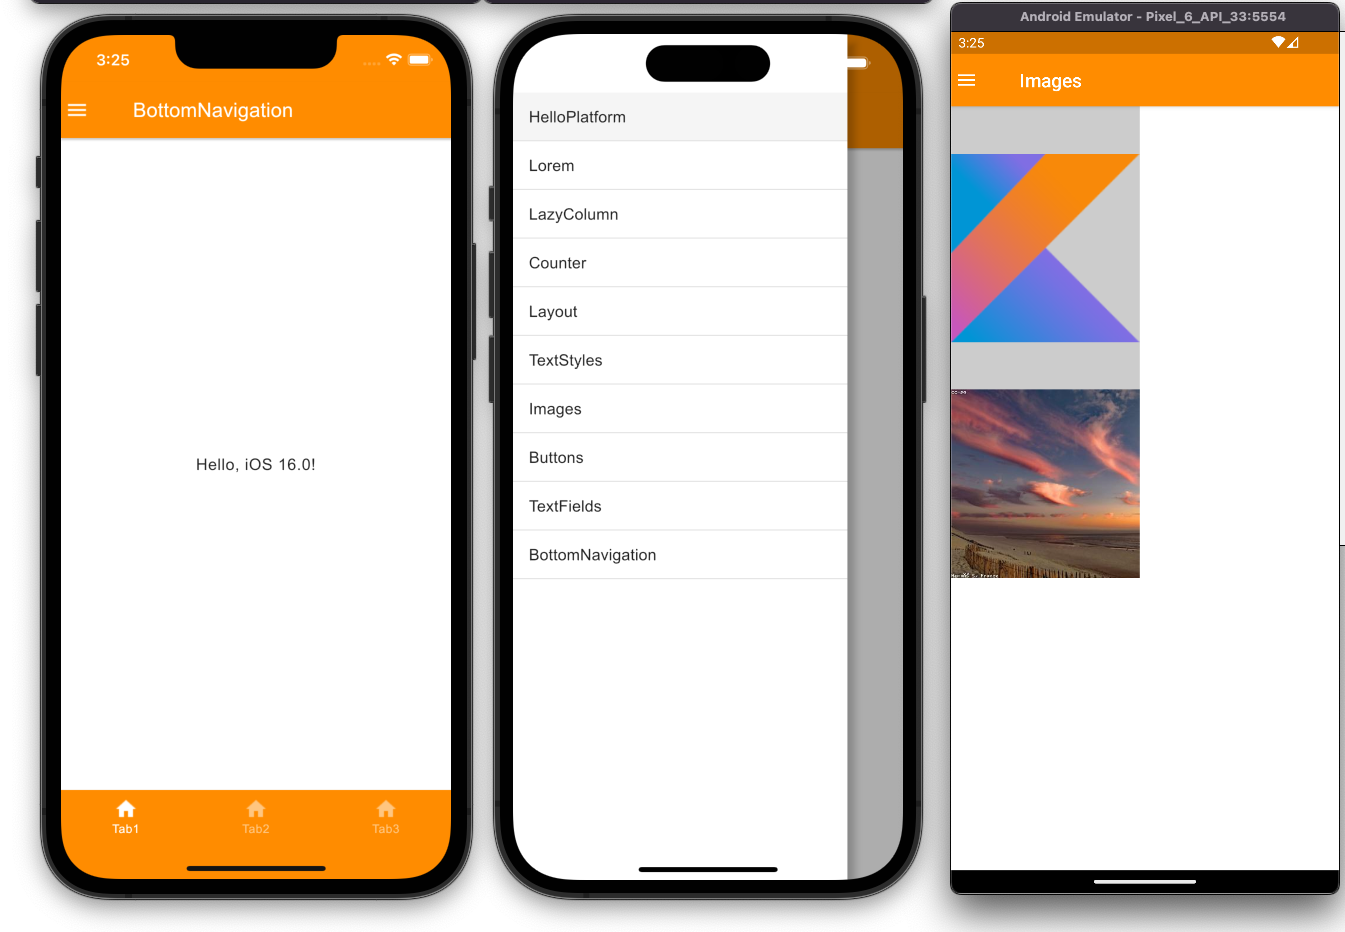 3:25
BottomNavigation
Hello, iOS 16.0!
Tab1
Tab2
Tab3
HelloPlatform
Lorem
LazyColumn
Counter
Layout
TextStyles
Images
Buttons
TextFields
BottomNavigation
Android Emulator - Pixel_6_API_33:5554
3:25
Images